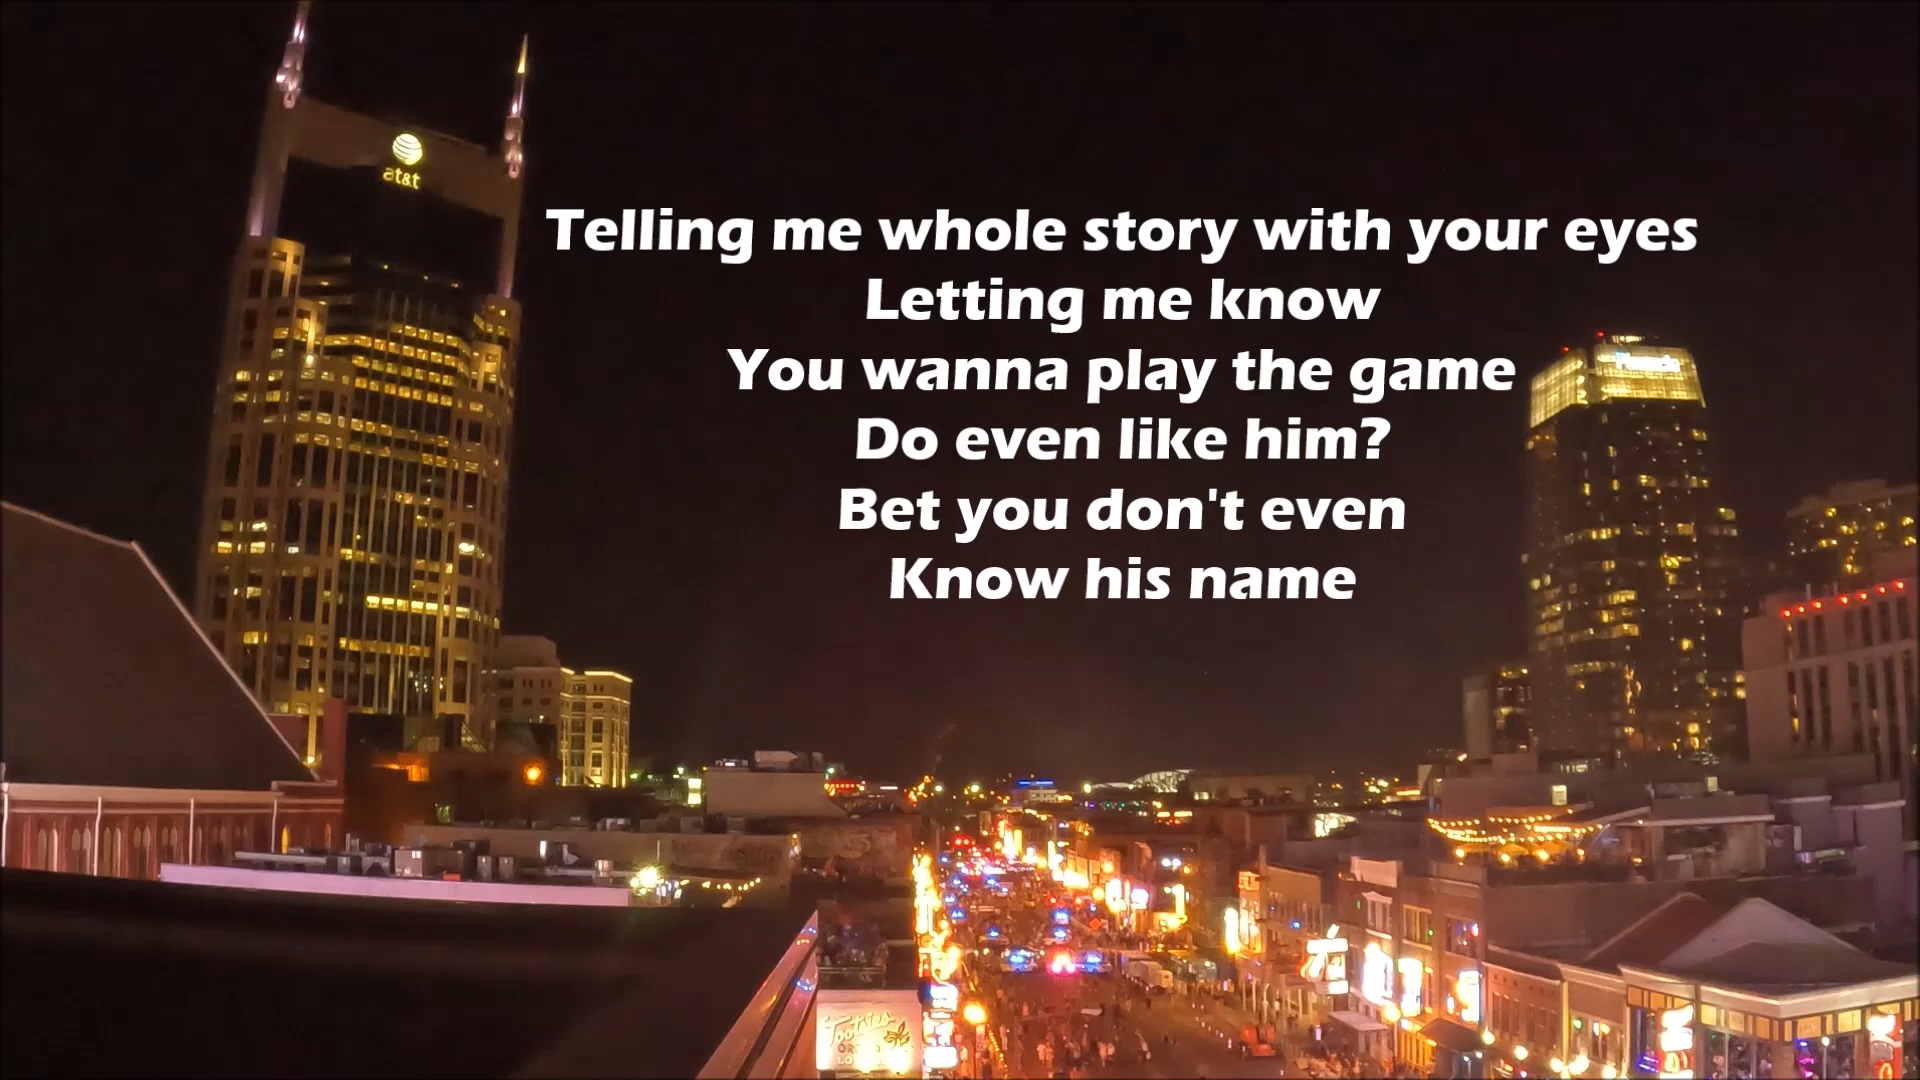 at&t
Telling me whole story with your eyes
Letting me know
You wanna play the game
Do even like him?
Bet you don't even
Know his name
Tootsies